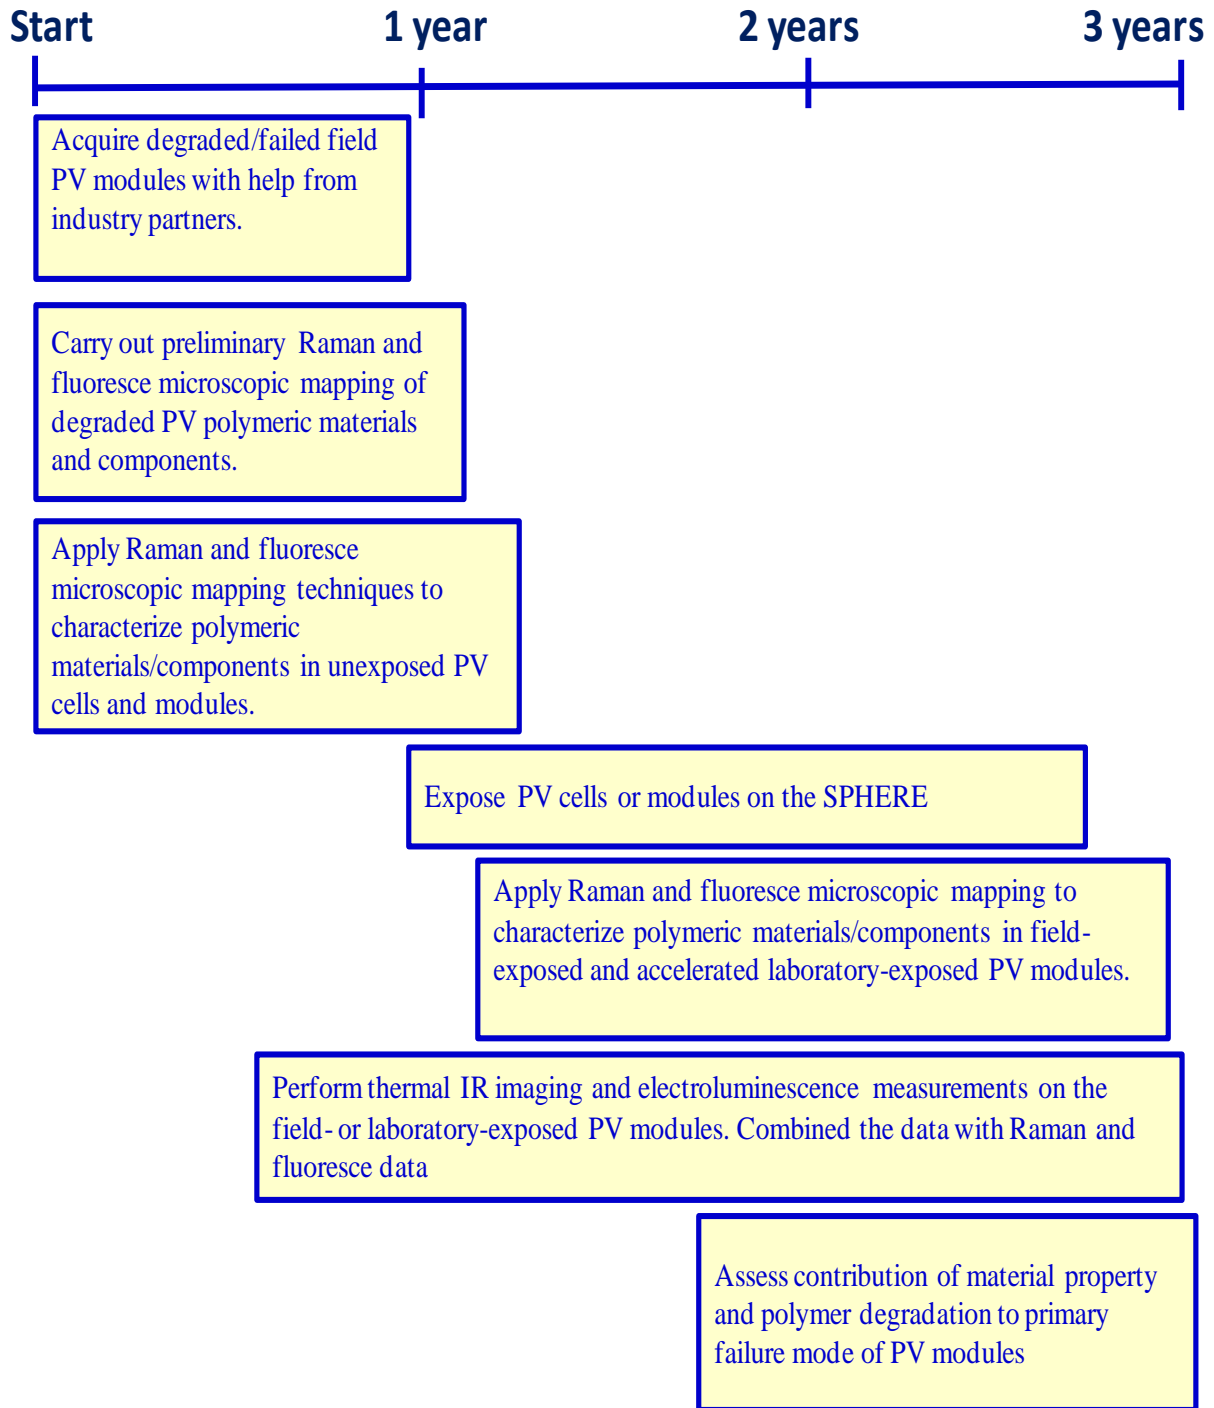 Start 1 year 2 years 3 years
Acquire degraded/failed field
PV modules with help from
industry partners.
Carry out preliminary Raman and
fluoresce microscopic mapping of
degraded PV polymeric materials
and components.
Apply Raman and fluoresce
microscopic mapping techniques to
characterize polymeric
materials/components in unexposed PV
cells and modules.
Expose PV cells or modules on the SPHERE
Apply Raman and fluoresce microscopic mapping to
characterize polymeric materials/components in field-
exposed and accelerated laboratory-exposed PV modules.
Perform thermal IR imaging and electroluminescence measurements on the
field- or laboratory-exposed PV modules. Combined the data with Raman and
fluoresce data
Assess contribution of material property
and polymer degradation to primary
failure mode of PV modules